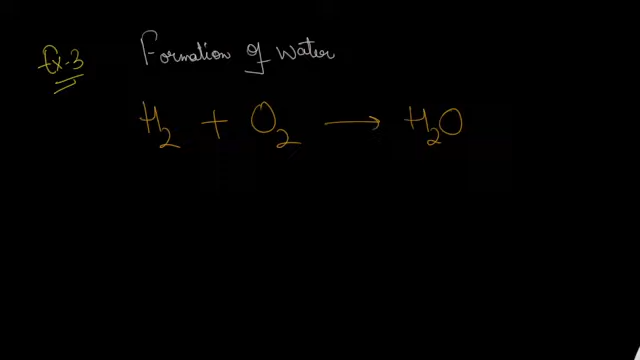 Ex-3 Formation of water
H₂ + O₂ → H₂O